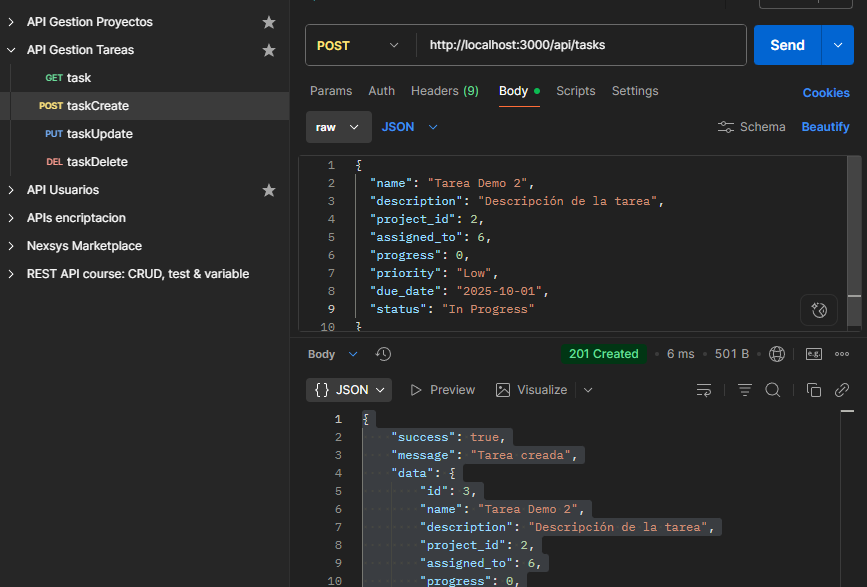 API Gestion Proyectos
API Gestion Tareas
GET task
POST taskCreate
PUT taskUpdate
DEL taskDelete
API Usuarios
APIs encriptacion
Nexsys Marketplace
REST API course: CRUD, test & variable
POST http://localhost:3000/api/tasks Send
Params Auth Headers (9) Body Scripts Settings Cookies
raw JSON Schema Beautify
1 {
2 "name": "Tarea Demo 2",
3 "description": "Descripción de la tarea",
4 "project_id": 2,
5 "assigned_to": 6,
6 "progress": 0,
7 "priority": "Low",
8 "due_date": "2025-10-01",
9 "status": "In Progress"
10 }
Body 201 Created • 6 ms • 501 B • e.g.
{} JSON Preview Visualize
1 {
2 "success": true,
3 "message": "Tarea creada",
4 "data": {
5 "id": 3,
6 "name": "Tarea Demo 2",
7 "description": "Descripción de la tarea",
8 "project_id": 2,
9 "assigned_to": 6,
10 "progress": 0,